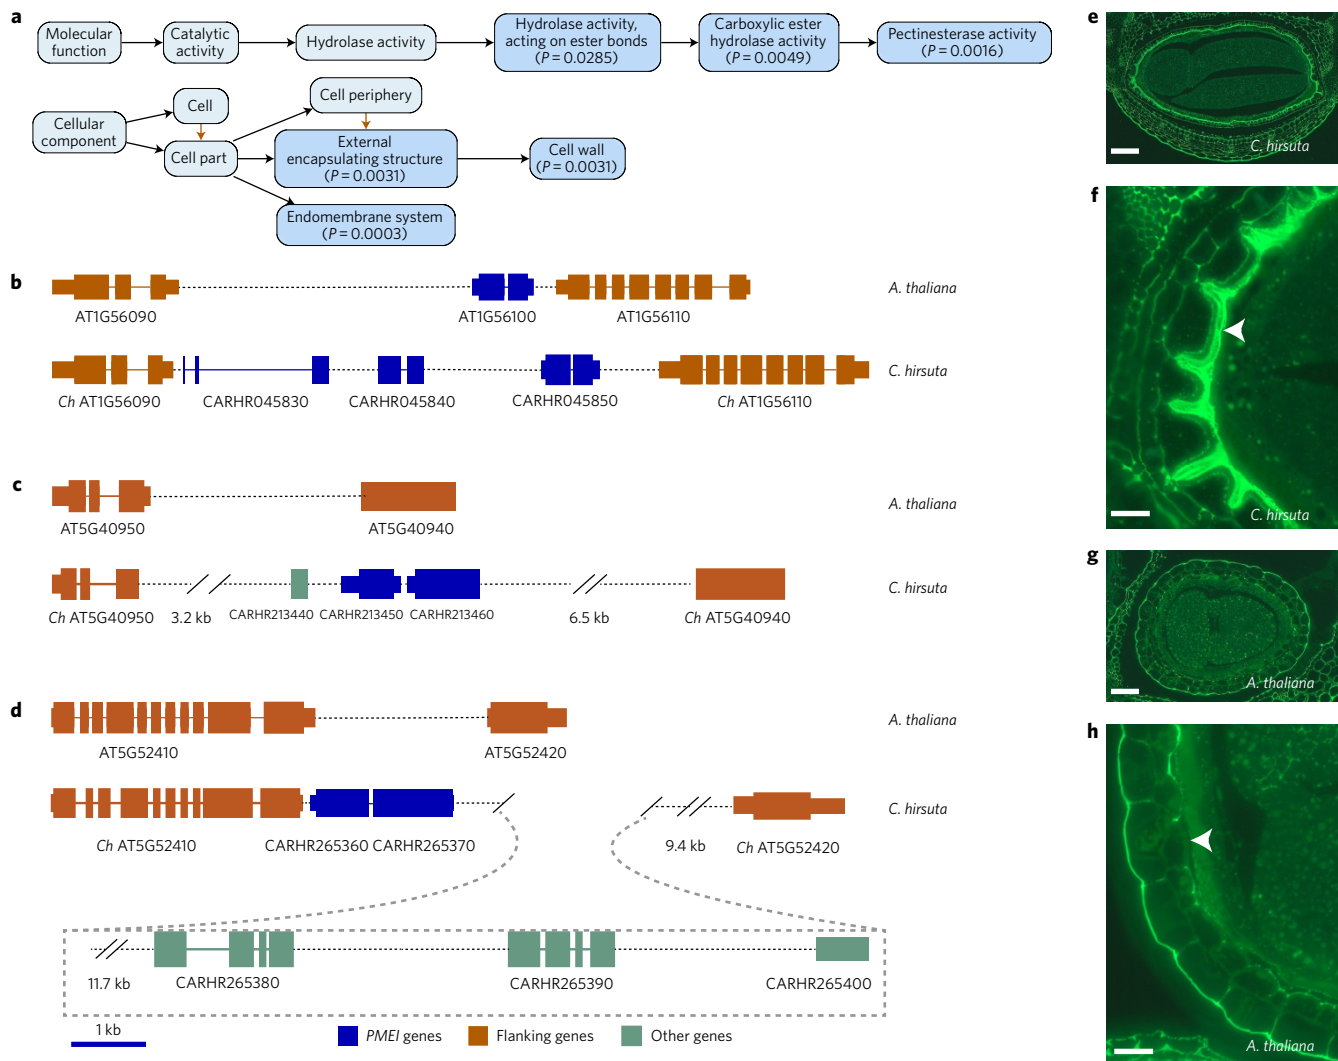 a
Molecular
function
Catalytic
activity
Hydrolase activity
Hydrolase activity,
acting on ester bonds
(P = 0.0285)
Carboxylic ester
hydrolase activity
(P = 0.0049)
Pectinesterase activity
(P = 0.0016)
Cellular
component
Cell
Cell part
Cell periphery
External
encapsulating structure
(P = 0.0031)
Cell wall
(P = 0.0031)
Endomembrane system
(P = 0.0003)
b
A. thaliana
AT1G56090
AT1G56100
AT1G56110
C. hirsuta
Ch AT1G56090
CARHR045830
CARHR045840
CARHR045850
Ch AT1G56110
c
A. thaliana
AT5G40950
AT5G40940
C. hirsuta
Ch AT5G40950
3.2 kb
CARHR213440
CARHR213450
CARHR213460
6.5 kb
Ch AT5G40940
d
A. thaliana
AT5G52410
AT5G52420
C. hirsuta
Ch AT5G52410
CARHR265360
CARHR265370
9.4 kb
Ch AT5G52420
11.7 kb
CARHR265380
CARHR265390
CARHR265400
1 kb
PMEI genes
Flanking genes
Other genes
e
C. hirsuta
f
C. hirsuta
g
A. thaliana
h
A. thaliana